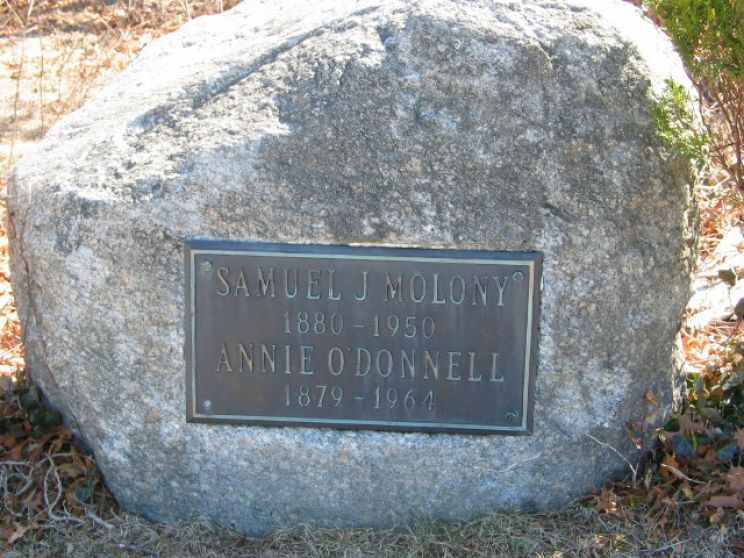 SAMUEL J MOLONY
1880 - 1950
ANNIE O'DONNELL
1879 - 1964